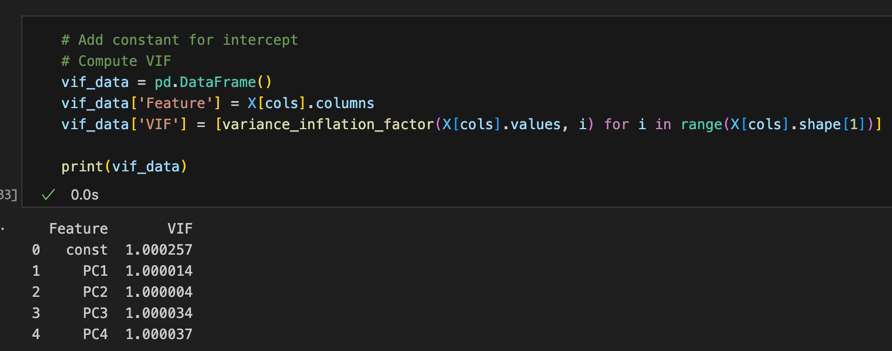 # Add constant for intercept
# Compute VIF
vif_data = pd.DataFrame()
vif_data['Feature'] = X[cols].columns
vif_data['VIF'] = [variance_inflation_factor(X[cols].values, i) for i in range(X[cols].shape[1])]
print(vif_data)
33] ✓ 0.0s
Feature VIF
0 const 1.000257
1 PC1 1.000014
2 PC2 1.000004
3 PC3 1.000034
4 PC4 1.000037